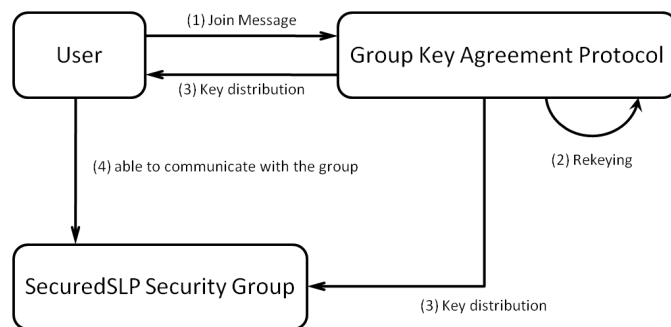 (1) Join Message
User
Group Key Agreement Protocol
(3) Key distribution
(2) Rekeying
(4) able to communicate with the group
SecuredSLP Security Group
(3) Key distribution